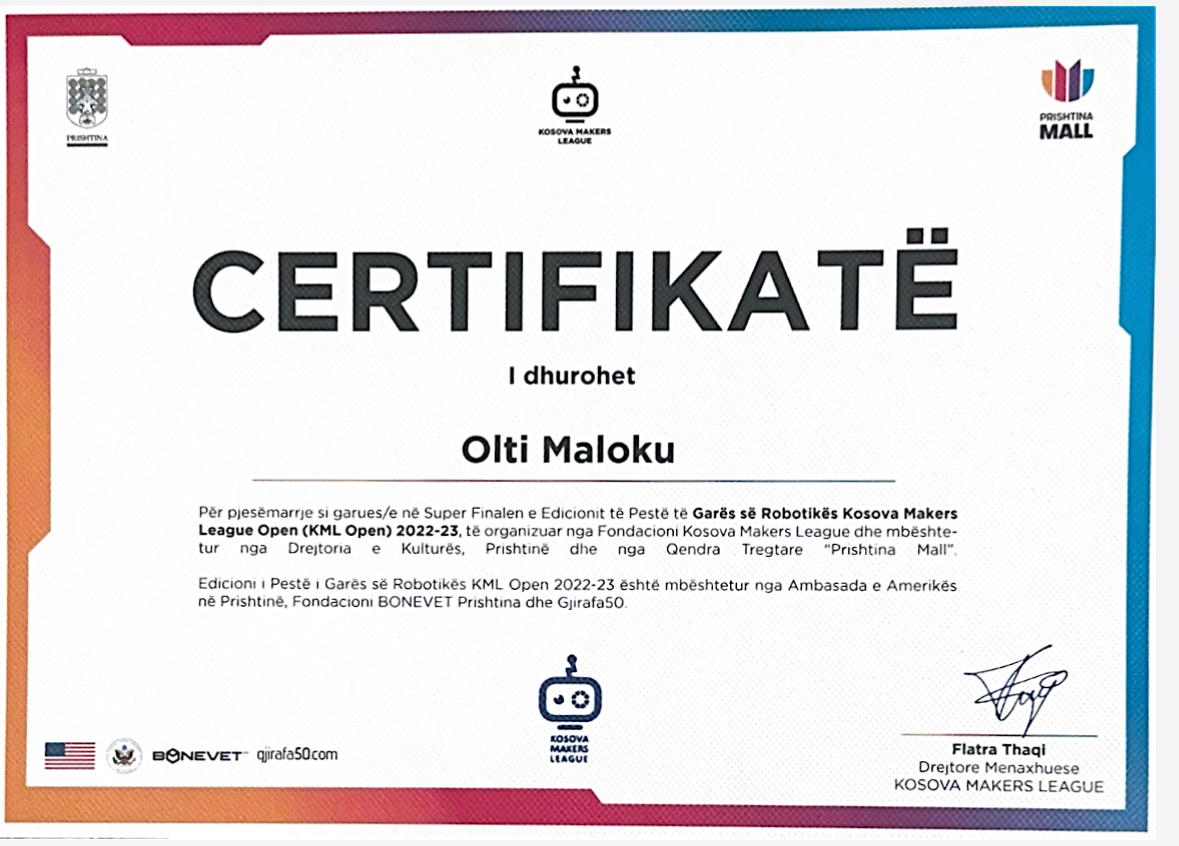 PRISHTINA
KOSOVA MAKERS
LEAGUE
PRISHTINA
MALL
CERTIFIKATË
I dhurohet
Olti Maloku
Për pjesëmarrje si garues/e në Super Finalen e Edicionit të Pestë të Garës së Robotikës Kosova Makers
League Open (KML Open) 2022-23, të organizuar nga Fondacioni Kosova Makers League dhe mbështe-
tur nga Drejtoria e Kulturës, Prishtinë dhe nga Qendra Tregtare "Prishtina Mall".
Edicioni i Pestë i Garës së Robotikës KML Open 2022-23 është mbështetur nga Ambasada e Amerikës
në Prishtinë, Fondacioni BONEVET Prishtina dhe Gjirafa50.
KOSOVA
MAKERS
LEAGUE
BONEVET gjirafa50.com
Flatra Thaqi
Drejtore Menaxhuese
KOSOVA MAKERS LEAGUE